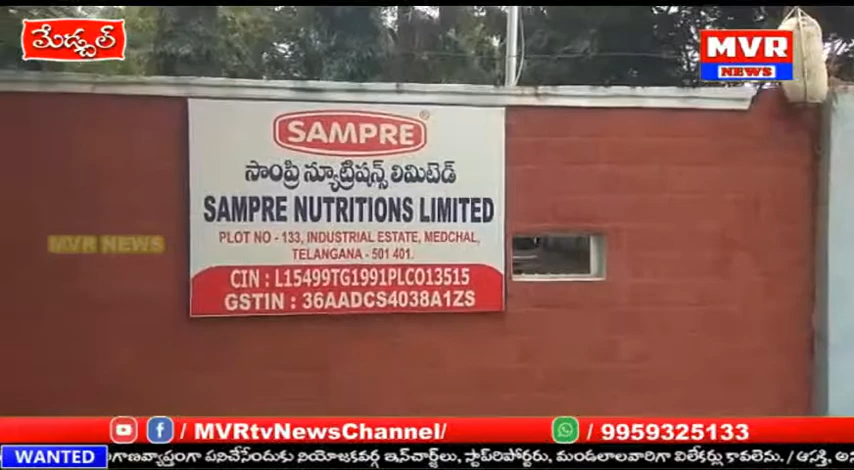 మేడ్చల్
MVR
NEWS
SAMPRE®
సాంప్రి న్యూట్రిషన్స్ లిమిటెడ్
SAMPRE NUTRITIONS LIMITED
PLOT NO - 133, INDUSTRIAL ESTATE, MEDCHAL,
TELANGANA - 501 401.
CIN : L15499TG1991PLC013515
GSTIN : 36AADCS4038A1ZS
MVR NEWS
/ MVRtvNewsChannel/
/ 9959325133
WANTED
పనిచేసేందుకు నియోజకవర్గ ఇన్‌చార్జ్‌లు, స్టాఫ్‌రిపోర్టర్లు, మండలాలవారిగా విలేకర్లు కావలేను. / ఆసక్తి,